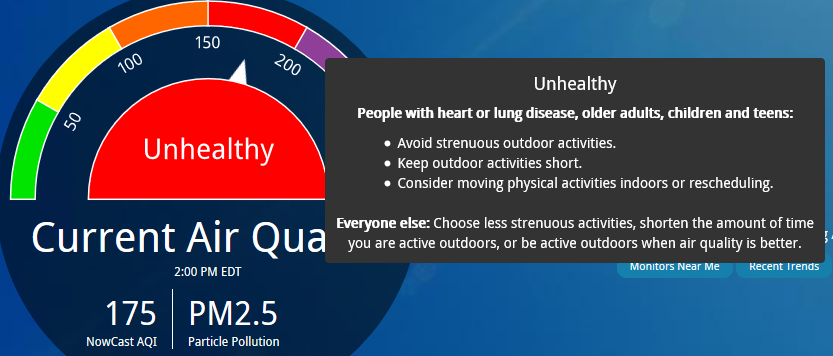 50
100
150
200
Unhealthy
Current Air Qua
2:00 PM EDT
175
NowCast AQI
PM2.5
Particle Pollution
Unhealthy
People with heart or lung disease, older adults, children and teens:
• Avoid strenuous outdoor activities.
• Keep outdoor activities short.
• Consider moving physical activities indoors or rescheduling.
Everyone else: Choose less strenuous activities, shorten the amount of time
you are active outdoors, or be active outdoors when air quality is better.
Monitors Near Me
Recent Trends